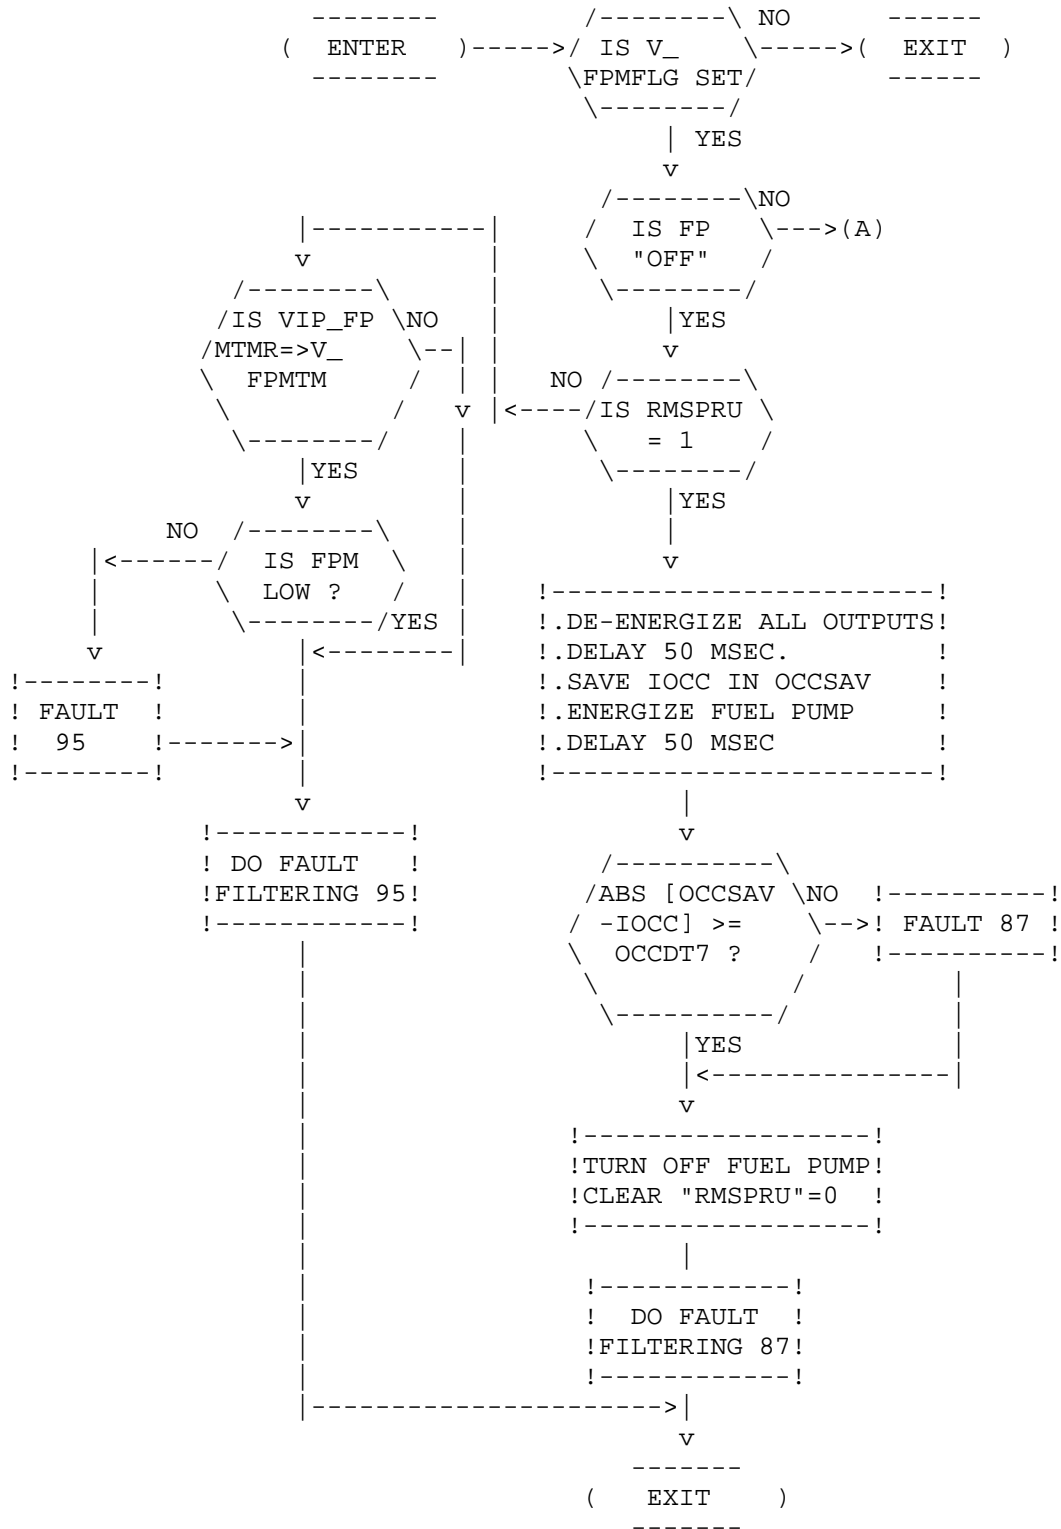 NO
ENTER IS V_ EXIT
FPMFLG SET
YES
NO
IS FP (A)
"OFF"
IS VIP_FP NO YES
MTMR=>V_
FPMTM NO
IS RMSPRU
= 1
YES
YES
NO
IS FPM
LOW ?
YES .DE-ENERGIZE ALL OUTPUTS
.DELAY 50 MSEC.
.SAVE IOCC IN OCCSAV
FAULT .ENERGIZE FUEL PUMP
95 .DELAY 50 MSEC
DO FAULT
FILTERING 95 ABS [OCCSAV NO
-IOCC] >= FAULT 87
OCCDT7 ?
YES
TURN OFF FUEL PUMP
CLEAR "RMSPRU"=0
DO FAULT
FILTERING 87
EXIT